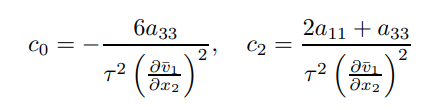 $c_0 = -\frac{6a_{33}}{\tau^2 \left( \frac{\partial \bar{v}_1}{\partial x_2} \right)^2}, \quad c_2 = \frac{2a_{11} + a_{33}}{\tau^2 \left( \frac{\partial \bar{v}_1}{\partial x_2} \right)^2}$